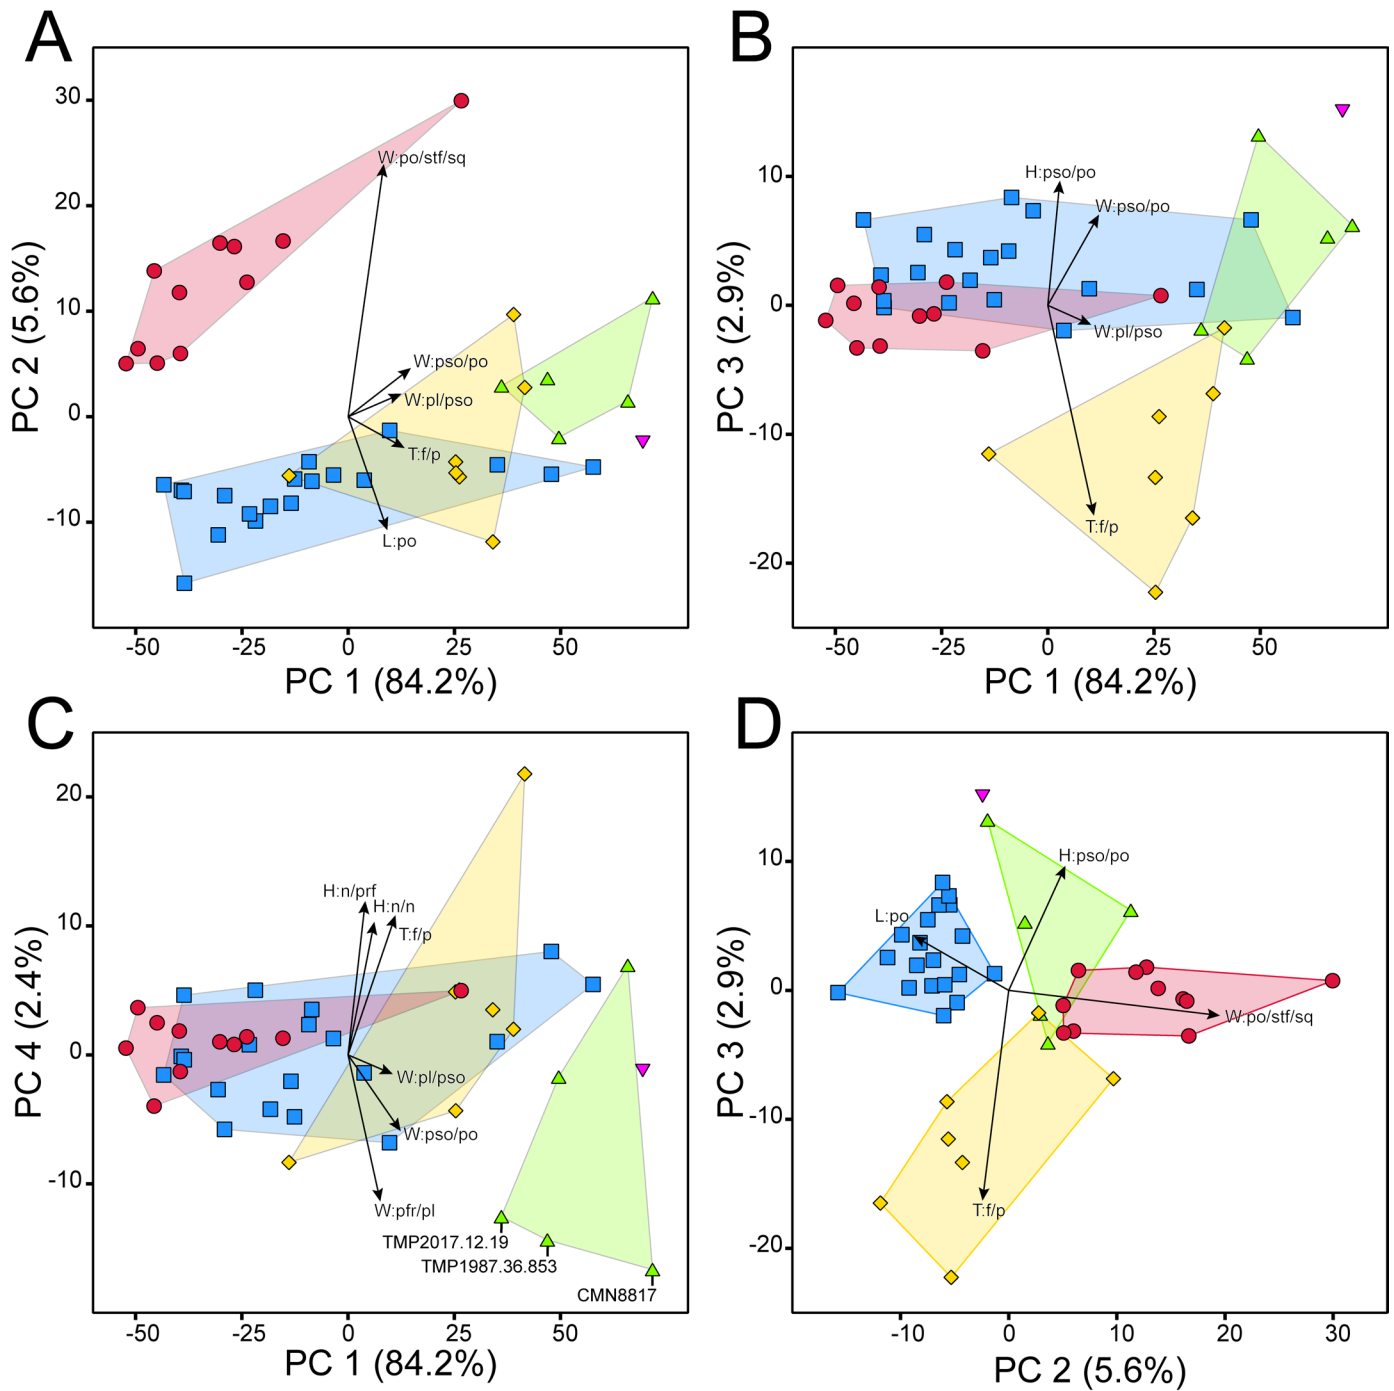 A
30
20
10
0
-10
PC 2 (5.6%)
W:po/stf/sq
W:pso/po
W:pl/pso
T:f/p
L:po
-50 -25 0 25 50
PC 1 (84.2%)
B
10
0
-10
-20
PC 3 (2.9%)
H:pso/po
W:pso/po
W:pl/pso
T:f/p
-50 -25 0 25 50
PC 1 (84.2%)
C
20
10
0
-10
PC 4 (2.4%)
H:n/prf
H:n/n
T:f/p
W:pl/pso
W:pso/po
W:pfr/pl
TMP2017.12.19
TMP1987.36.853
CMN8817
-50 -25 0 25 50
PC 1 (84.2%)
D
10
0
-10
-20
PC 3 (2.9%)
H:pso/po
L:po
W:po/stf/sq
T:f/p
-10 0 10 20 30
PC 2 (5.6%)